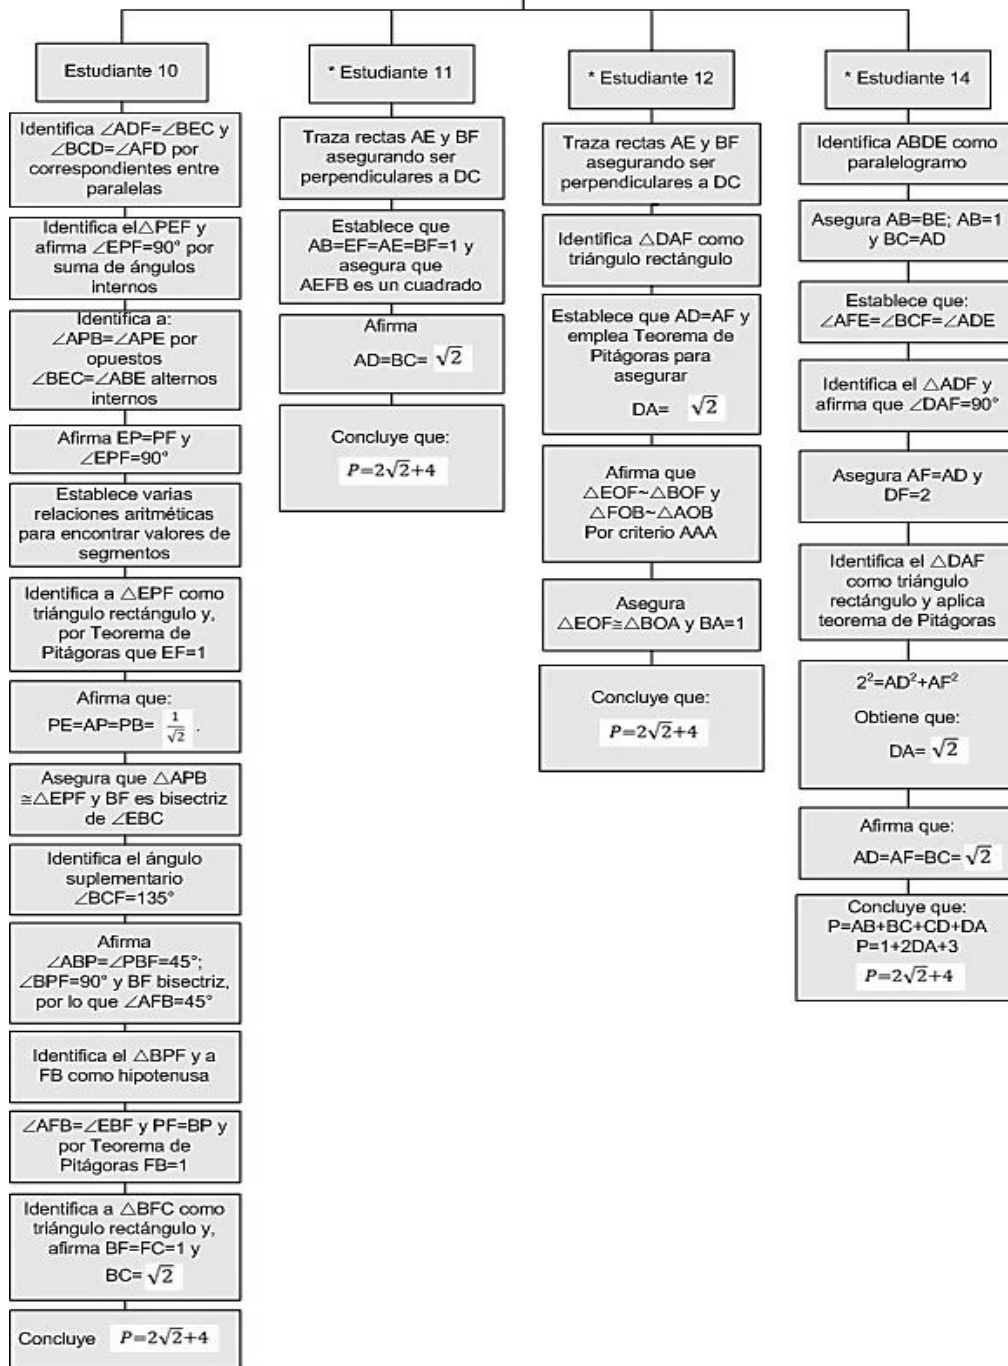 Estudiante 10
Identifica ∠ADF=∠BEC y
∠BCD=∠AFD por
correspondientes entre
paralelas
Identifica el△PEF y
afirma ∠EPF=90° por
suma de ángulos
internos
Identifica a:
∠APB=∠APE por
opuestos
∠BEC=∠ABE alternos
internos
Afirma EP=PF y
∠EPF=90°
Establece varias
relaciones aritméticas
para encontrar valores de
segmentos
Identifica a △EPF como
triángulo rectángulo y,
por Teorema de
Pitágoras que EF=1
Afirma que:
PE=AP=PB= 1/√2 .
Asegura que △APB
≅△EPF y BF es bisectriz
de ∠EBC
Identifica el ángulo
suplementario
∠BCF=135°
Afirma
∠ABP=∠PBF=45°;
∠BPF=90° y BF bisectriz,
por lo que ∠AFB=45°
Identifica el △BPF y a
FB como hipotenusa
∠AFB=∠EBF y PF=BP y
por Teorema de
Pitágoras FB=1
Identifica a △BFC como
triángulo rectángulo y,
afirma BF=FC=1 y
BC= √2
Concluye P=2√2+4
* Estudiante 11
Traza rectas AE y BF
asegurando ser
perpendiculares a DC
Establece que
AB=EF=AE=BF=1 y
asegura que
AEFB es un cuadrado
Afirma
AD=BC= √2
Concluye que:
P=2√2+4
* Estudiante 12
Traza rectas AE y BF
asegurando ser
perpendiculares a DC
Identifica △DAF como
triángulo rectángulo
Establece que AD=AF y
emplea Teorema de
Pitágoras para
asegurar
DA= √2
Afirma que
△EOF~△BOF y
△FOB~△AOB
Por criterio AAA
Asegura
△EOF≅△BOA y BA=1
Concluye que:
P=2√2+4
* Estudiante 14
Identifica ABDE como
paralelogramo
Asegura AB=BE; AB=1
y BC=AD
Establece que:
∠AFE=∠BCF=∠ADE
Identifica el △ADF y
afirma que ∠DAF=90°
Asegura AF=AD y
DF=2
Identifica el △DAF
como triángulo
rectángulo y aplica
teorema de Pitágoras
2²=AD²+AF²
Obtiene que:
DA= √2
Afirma que:
AD=AF=BC= √2
Concluye que:
P=AB+BC+CD+DA
P=1+2DA+3
P=2√2+4